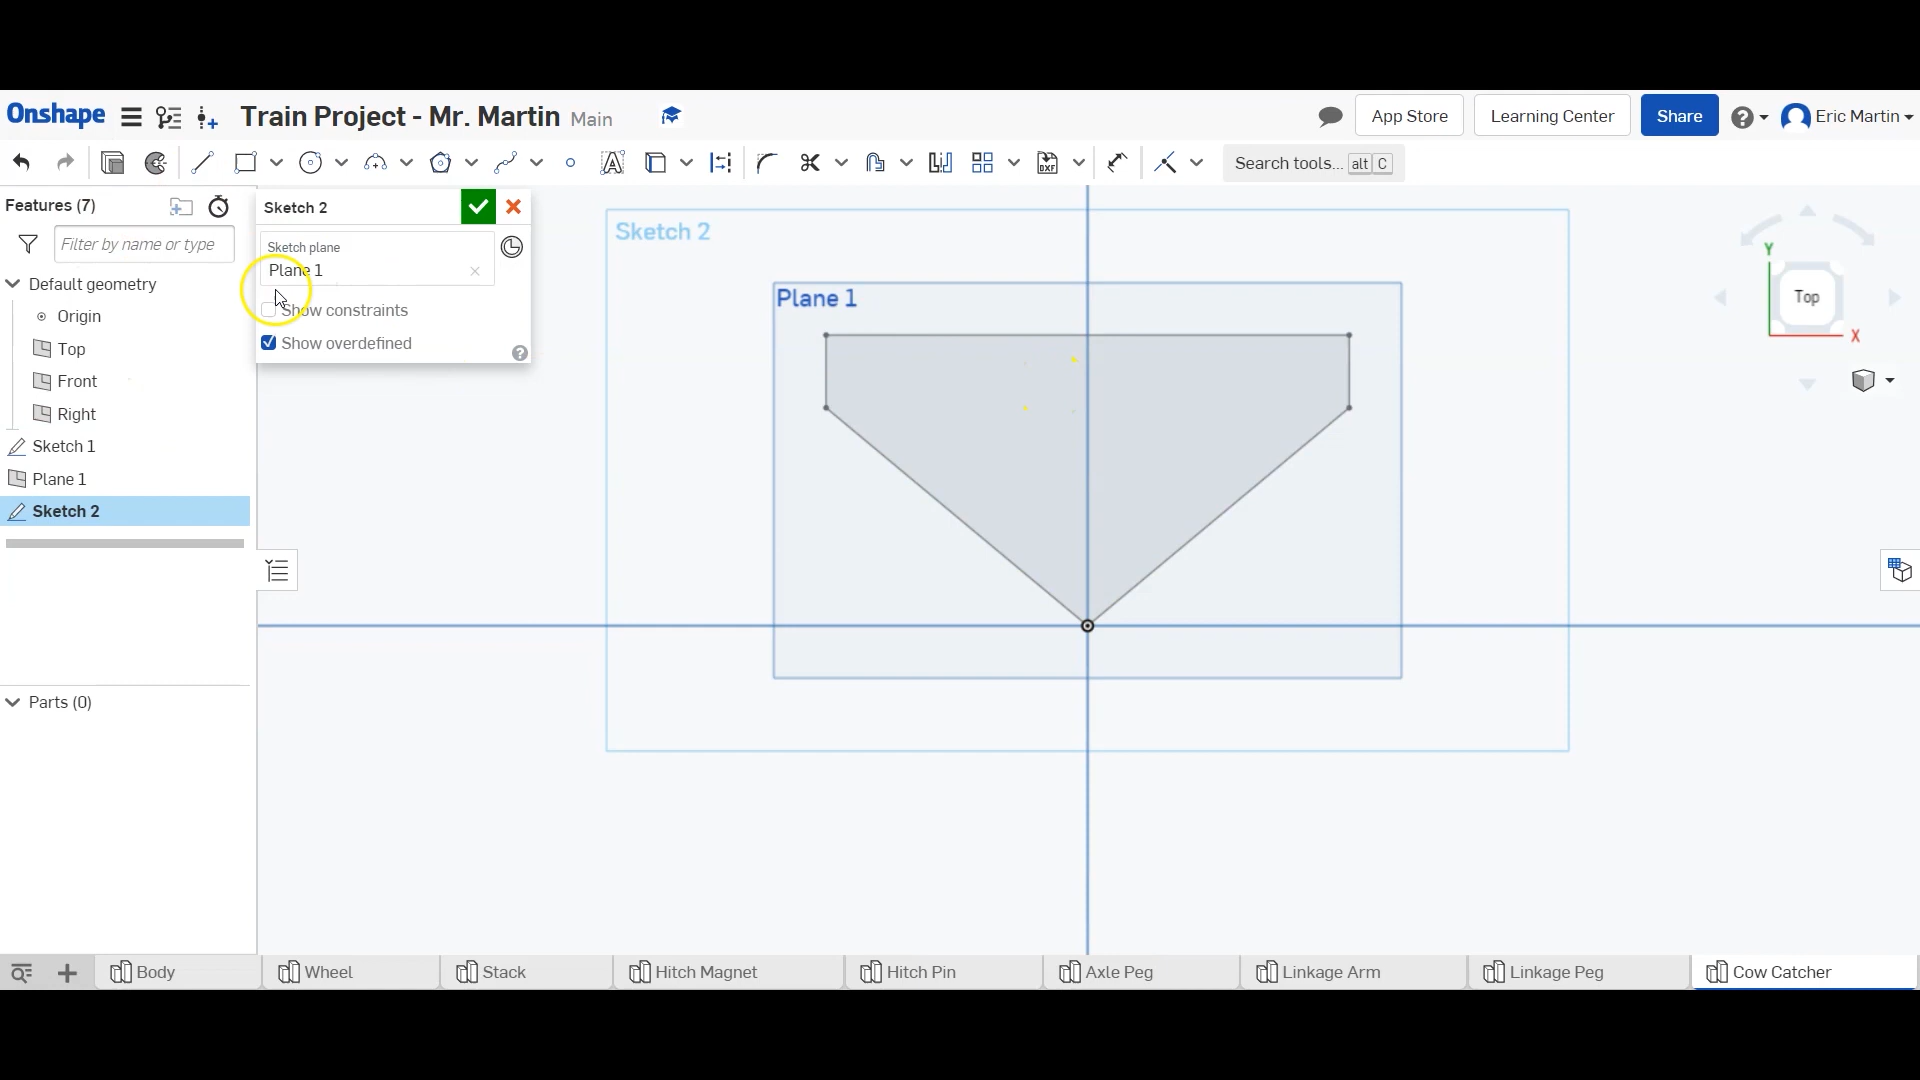 Onshape Train Project - Mr. Martin Main App Store Learning Center Share Eric Martin
DXF Search tools... alt C
Features (7) Sketch 2
Filter by name or type Sketch plane
Plane 1
Default geometry Show constraints
Origin Show overdefined
Top
Front
Right
Sketch 1
Plane 1
Sketch 2
Parts (0)
Sketch 2
Plane 1
Y
Top
X
Body Wheel Stack Hitch Magnet Hitch Pin Axle Peg Linkage Arm Linkage Peg Cow Catcher